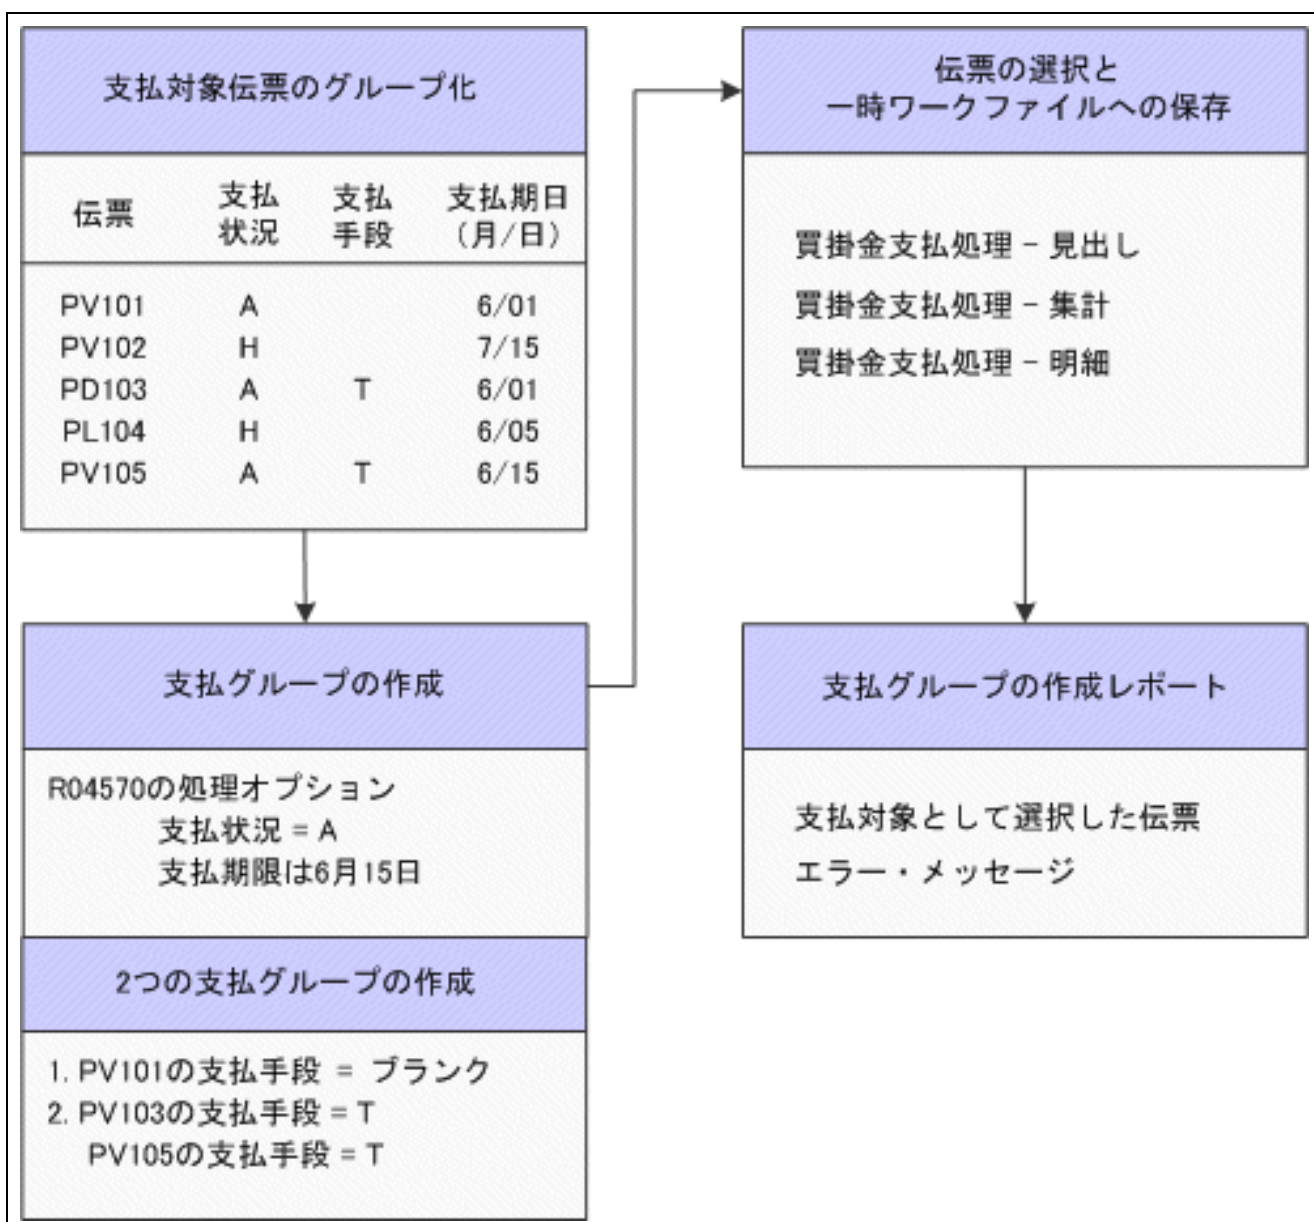 支払対象伝票のグループ化
伝票 支払状況 支払手段 支払期日(月/日)
PV101 A 6/01
PV102 H 7/15
PD103 A T 6/01
PL104 H 6/05
PV105 A T 6/15
支払グループの作成
R04570の処理オプション
支払状況 = A
支払期限は6月15日
2つの支払グループの作成
1. PV101の支払手段 = ブランク
2. PV103の支払手段 = T
PV105の支払手段 = T
伝票の選択と
一時ワークファイルへの保存
買掛金支払処理 – 見出し
買掛金支払処理 – 集計
買掛金支払処理 – 明細
支払グループの作成レポート
支払対象として選択した伝票
エラー・メッセージ